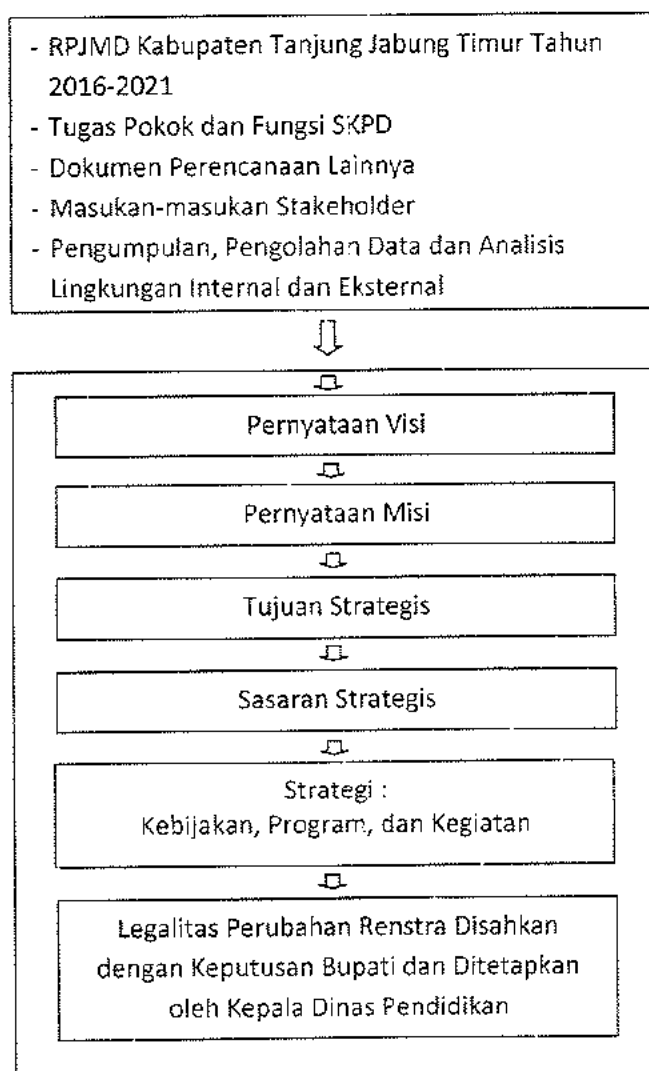 - RPJMD Kabupaten Tanjung Jabung Timur Tahun
2016-2021
- Tugas Pokok dan Fungsi SKPD
- Dokumen Perencanaan Lainnya
- Masukan-masukan Stakeholder
- Pengumpulan, Pengolahan Data dan Analisis
Lingkungan Internal dan Eksternal
Pernyataan Visi
Pernyataan Misi
Tujuan Strategis
Sasaran Strategis
Strategi :
Kebijakan, Program, dan Kegiatan
Legalitas Perubahan Renstra Disahkan
dengan Keputusan Bupati dan Ditetapkan
oleh Kepala Dinas Pendidikan